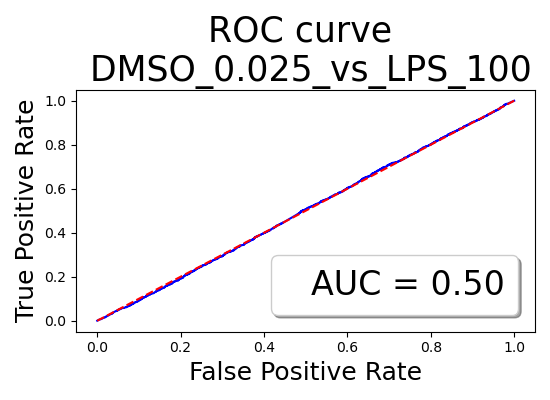 ROC curve
DMSO_0.025_vs_LPS_100
1.0
0.8
0.6
0.4
0.2
0.0
True Positive Rate
AUC = 0.50
0.0 0.2 0.4 0.6 0.8 1.0
False Positive Rate